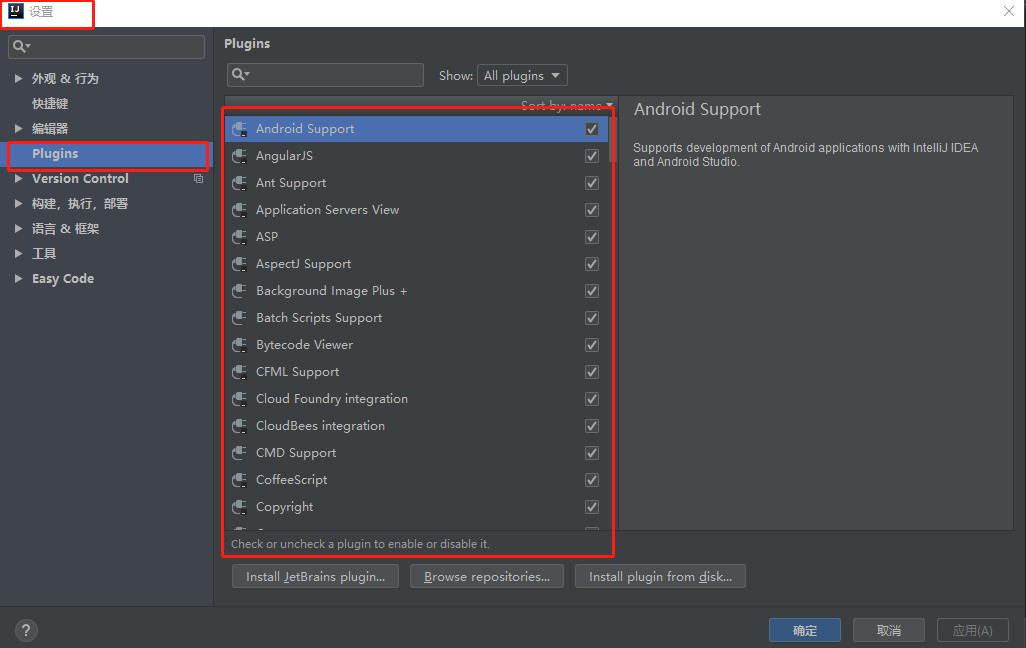 IJ 设置
外观 & 行为
快捷键
编辑器
Plugins
Version Control
构建，执行，部署
语言 & 框架
工具
Easy Code
Plugins
Show: All plugins
Sort by: name
Android Support
AngularJS
Ant Support
Application Servers View
ASP
AspectJ Support
Background Image Plus +
Batch Scripts Support
Bytecode Viewer
CFML Support
Cloud Foundry integration
CloudBees integration
CMD Support
CoffeeScript
Copyright
Check or uncheck a plugin to enable or disable it.
Install JetBrains plugin...
Browse repositories...
Install plugin from disk...
Android Support
Supports development of Android applications with IntelliJ IDEA
and Android Studio.
?
确定
取消
应用(A)